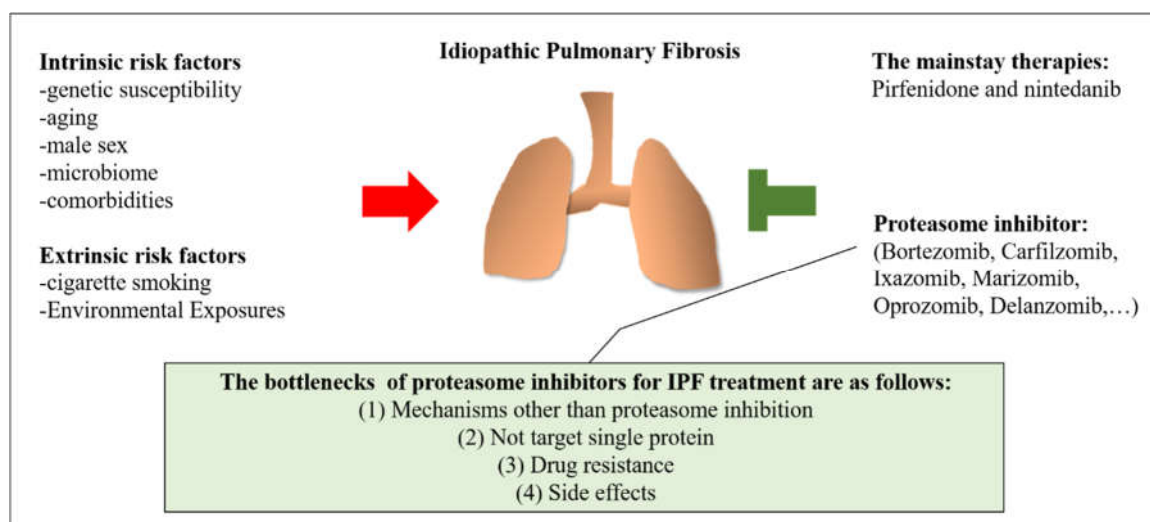 Idiopathic Pulmonary Fibrosis
Intrinsic risk factors
-genetic susceptibility
-aging
-male sex
-microbiome
-comorbidities
Extrinsic risk factors
-cigarette smoking
-Environmental Exposures
The mainstay therapies:
Pirfenidone and nintedanib
Proteasome inhibitor:
(Bortezomib, Carfilzomib,
Ixazomib, Marizomib,
Oprozomib, Delanzomib,…)
The bottlenecks of proteasome inhibitors for IPF treatment are as follows:
(1) Mechanisms other than proteasome inhibition
(2) Not target single protein
(3) Drug resistance
(4) Side effects